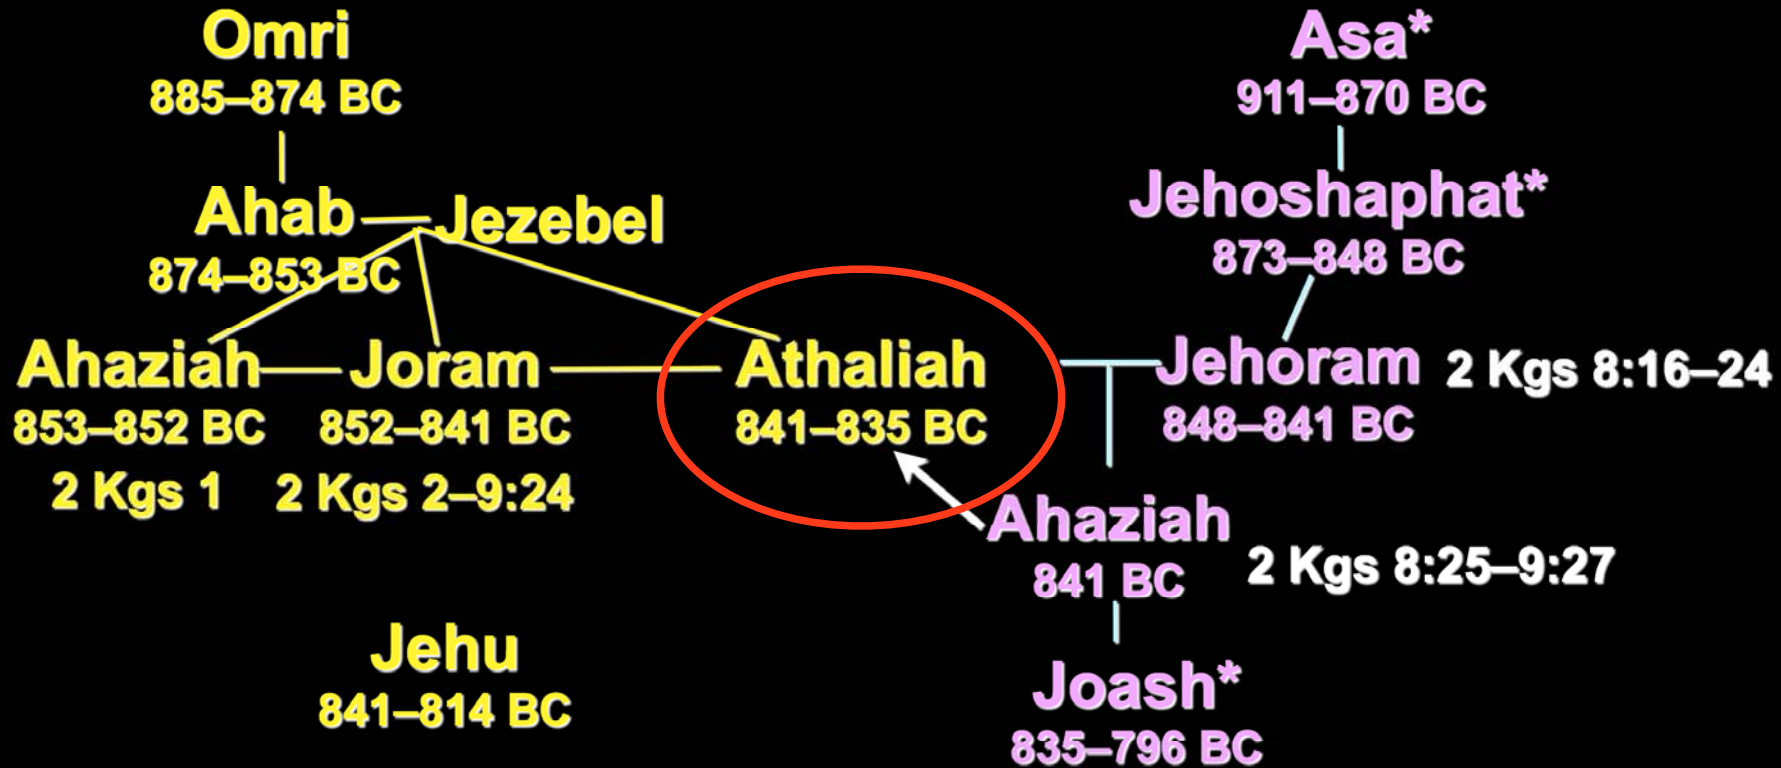 Omri
885–874 BC
Asa*
911–870 BC
Ahab
Jezebel
874–853 BC
Jehoshaphat*
873–848 BC
Ahaziah
853–852 BC
2 Kgs 1
Joram
852–841 BC
2 Kgs 2–9:24
Athaliah
841–835 BC
Jehoram
848–841 BC
2 Kgs 8:16–24
Ahaziah
841 BC
2 Kgs 8:25–9:27
Jehu
841–814 BC
Joash*
835–796 BC